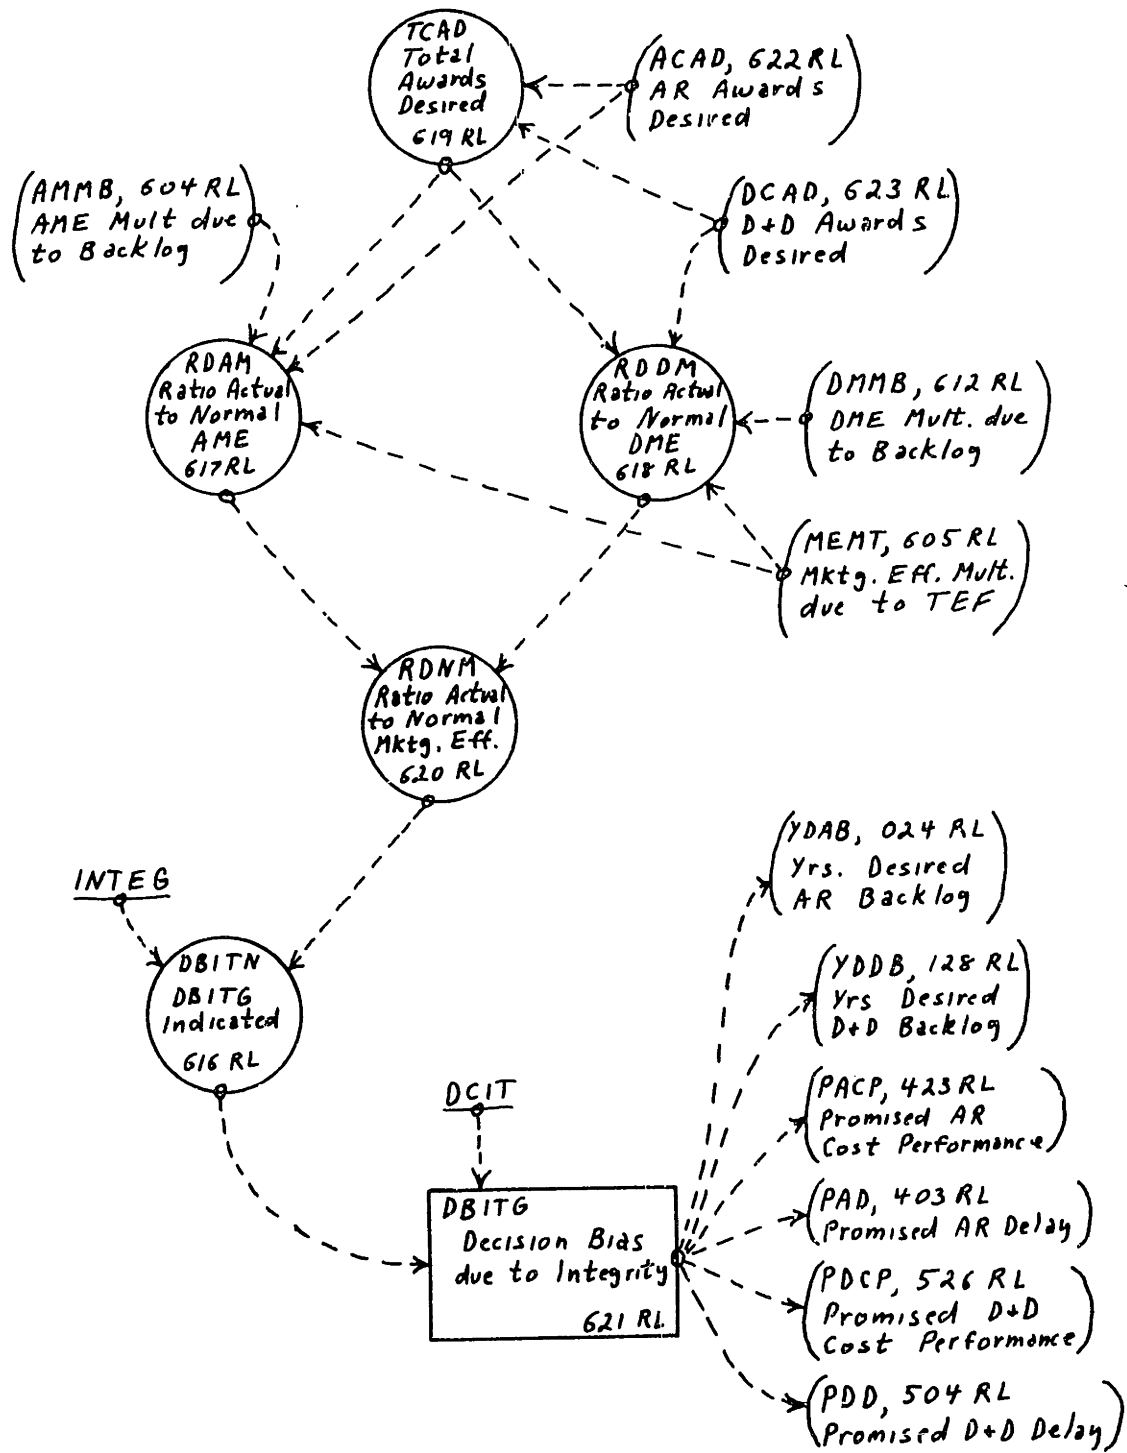 TCAD
Total
Awards
Desired
619 RL
(ACAD, 622 RL
AR Awards
Desired)
(AMMB, 604 RL
AME Mult due
to Backlog)
(DCAD, 623 RL
D+D Awards
Desired)
RDAM
Ratio Actual
to Normal
AME
617 RL
RDDM
Ratio Actual
to Normal
DME
618 RL
(DMMB, 612 RL
DME Mult. due
to Backlog)
(MEMT, 605 RL
Mktg. Eff. Mult.
due to TEF)
RDNM
Ratio Actual
to Normal
Mktg. Eff.
620 RL
(YDAB, 024 RL
Yrs. Desired
AR Backlog)
INTEG
DBITN
DBITG
Indicated
616 RL
(YDDB, 128 RL
Yrs Desired
D+D Backlog)
DCIT
(PACP, 423 RL
Promised AR
Cost Performance)
DBITG
Decision Bias
due to Integrity
621 RL
(PAD, 403 RL
Promised AR Delay)
(PDCP, 526 RL
Promised D+D
Cost Performance)
(PDD, 504 RL
Promised D+D Delay)